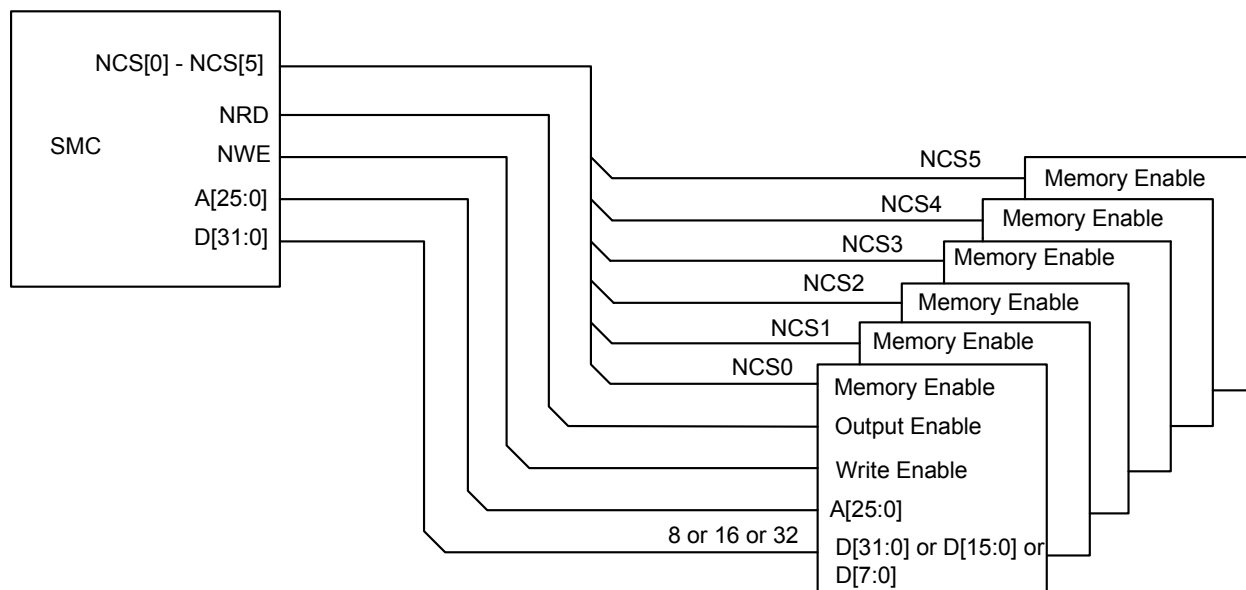 NCS[0] - NCS[5]
NRD
SMC
NWE
A[25:0]
D[31:0]
NCS5
Memory Enable
NCS4
Memory Enable
NCS3
Memory Enable
NCS2
Memory Enable
NCS1
Memory Enable
NCS0
Memory Enable
Output Enable
Write Enable
A[25:0]
8 or 16 or 32
D[31:0] or D[15:0] or
D[7:0]